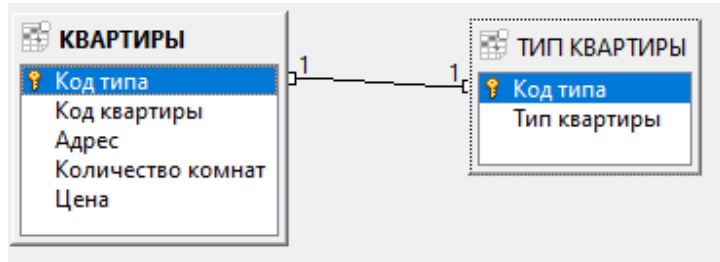 КВАРТИРЫ
Код типа
Код квартиры
Адрес
Количество комнат
Цена
1
1
ТИП КВАРТИРЫ
Код типа
Тип квартиры